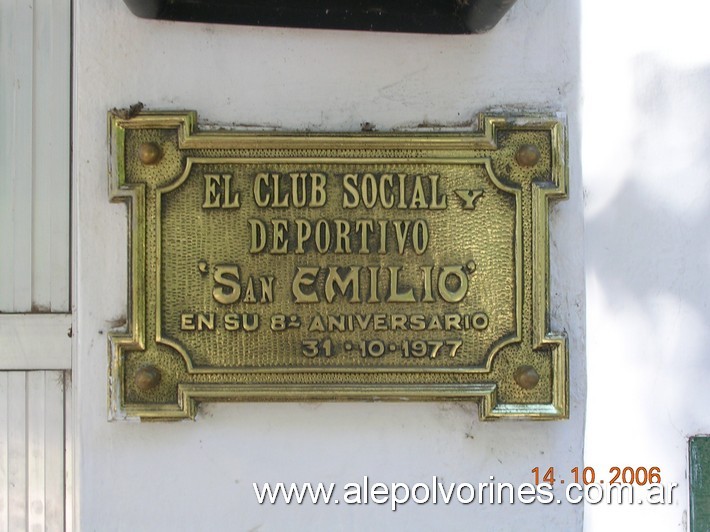 EL CLUB SOCIAL Y
DEPORTIVO
"SAN EMILIO"
EN SU 8º ANIVERSARIO
31·10·1977
14.10.2006
www.alepolvorines.com.ar